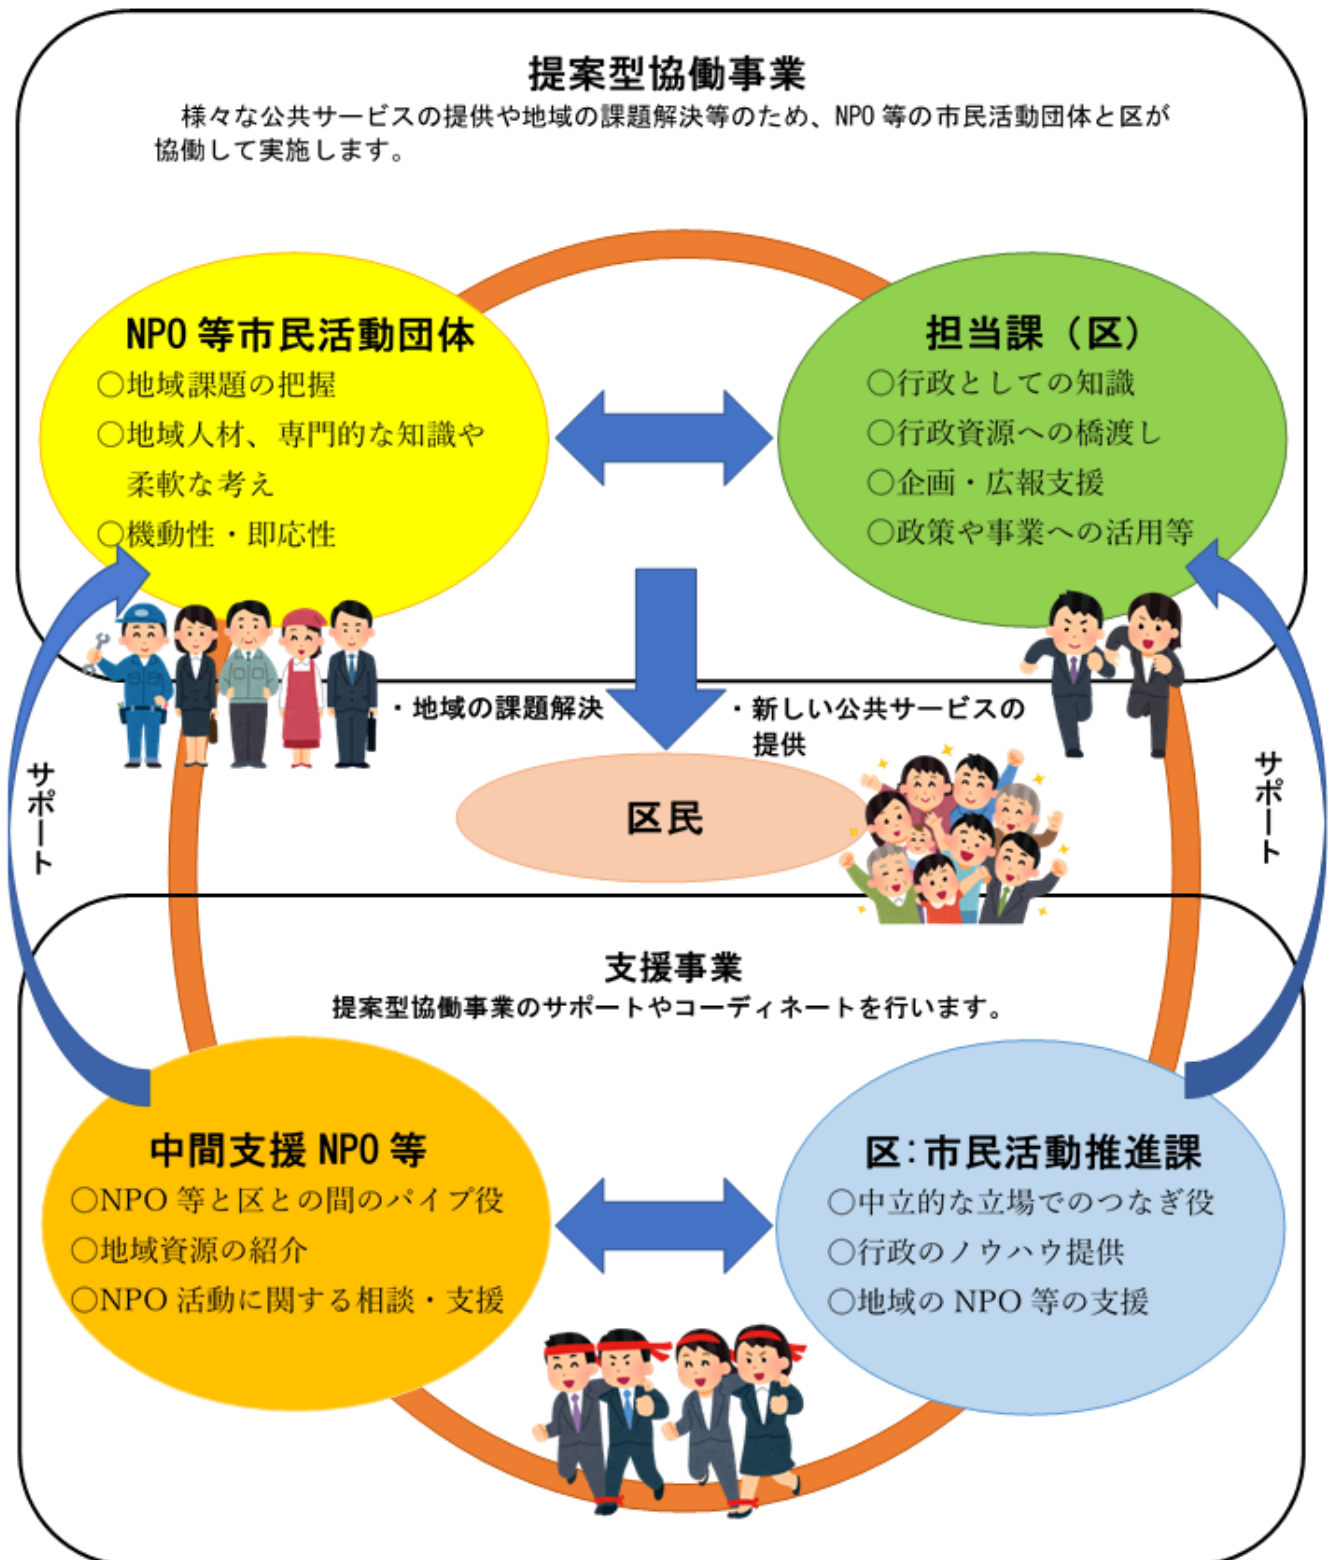 提案型協働事業
様々な公共サービスの提供や地域の課題解決等のため、NPO 等の市民活動団体と区が
協働して実施します。
NPO 等市民活動団体
○地域課題の把握
○地域人材、専門的な知識や
柔軟な考え
○機動性・即応性
担当課（区）
○行政としての知識
○行政資源への橋渡し
○企画・広報支援
○政策や事業への活用等
・地域の課題解決
・新しい公共サービスの
提供
サポート
サポート
区民
支援事業
提案型協働事業のサポートやコーディネートを行います。
中間支援 NPO 等
○NPO 等と区との間のパイプ役
○地域資源の紹介
○NPO 活動に関する相談・支援
区:市民活動推進課
○中立的な立場でのつなぎ役
○行政のノウハウ提供
○地域の NPO 等の支援